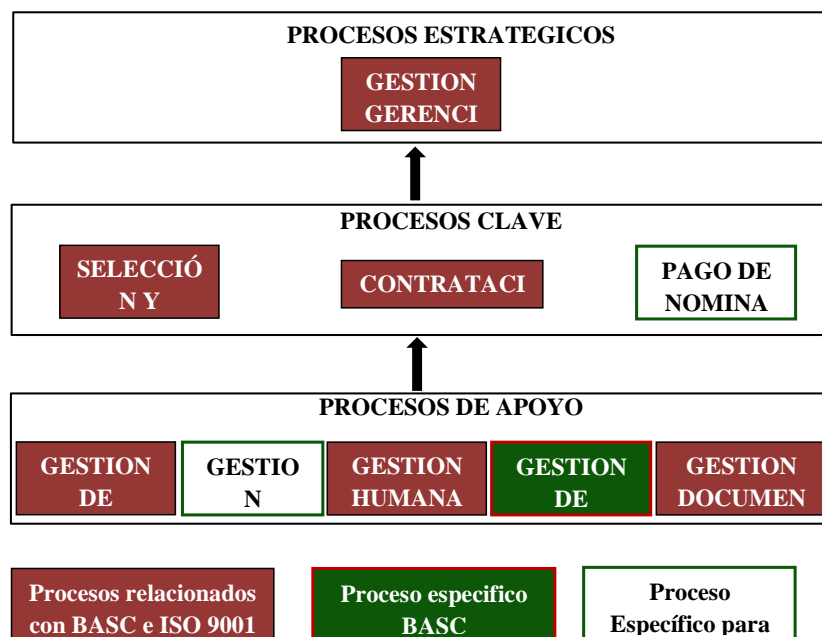 PROCESOS ESTRATEGICOS
GESTION
GERENCI
PROCESOS CLAVE
SELECCIÓ
N Y
CONTRATACI
PAGO DE
NOMINA
PROCESOS DE APOYO
GESTION
DE
GESTIO
N
GESTION
HUMANA
GESTION
DE
GESTION
DOCUMEN
Procesos relacionados
con BASC e ISO 9001
Proceso especifico
BASC
Proceso
Específico para